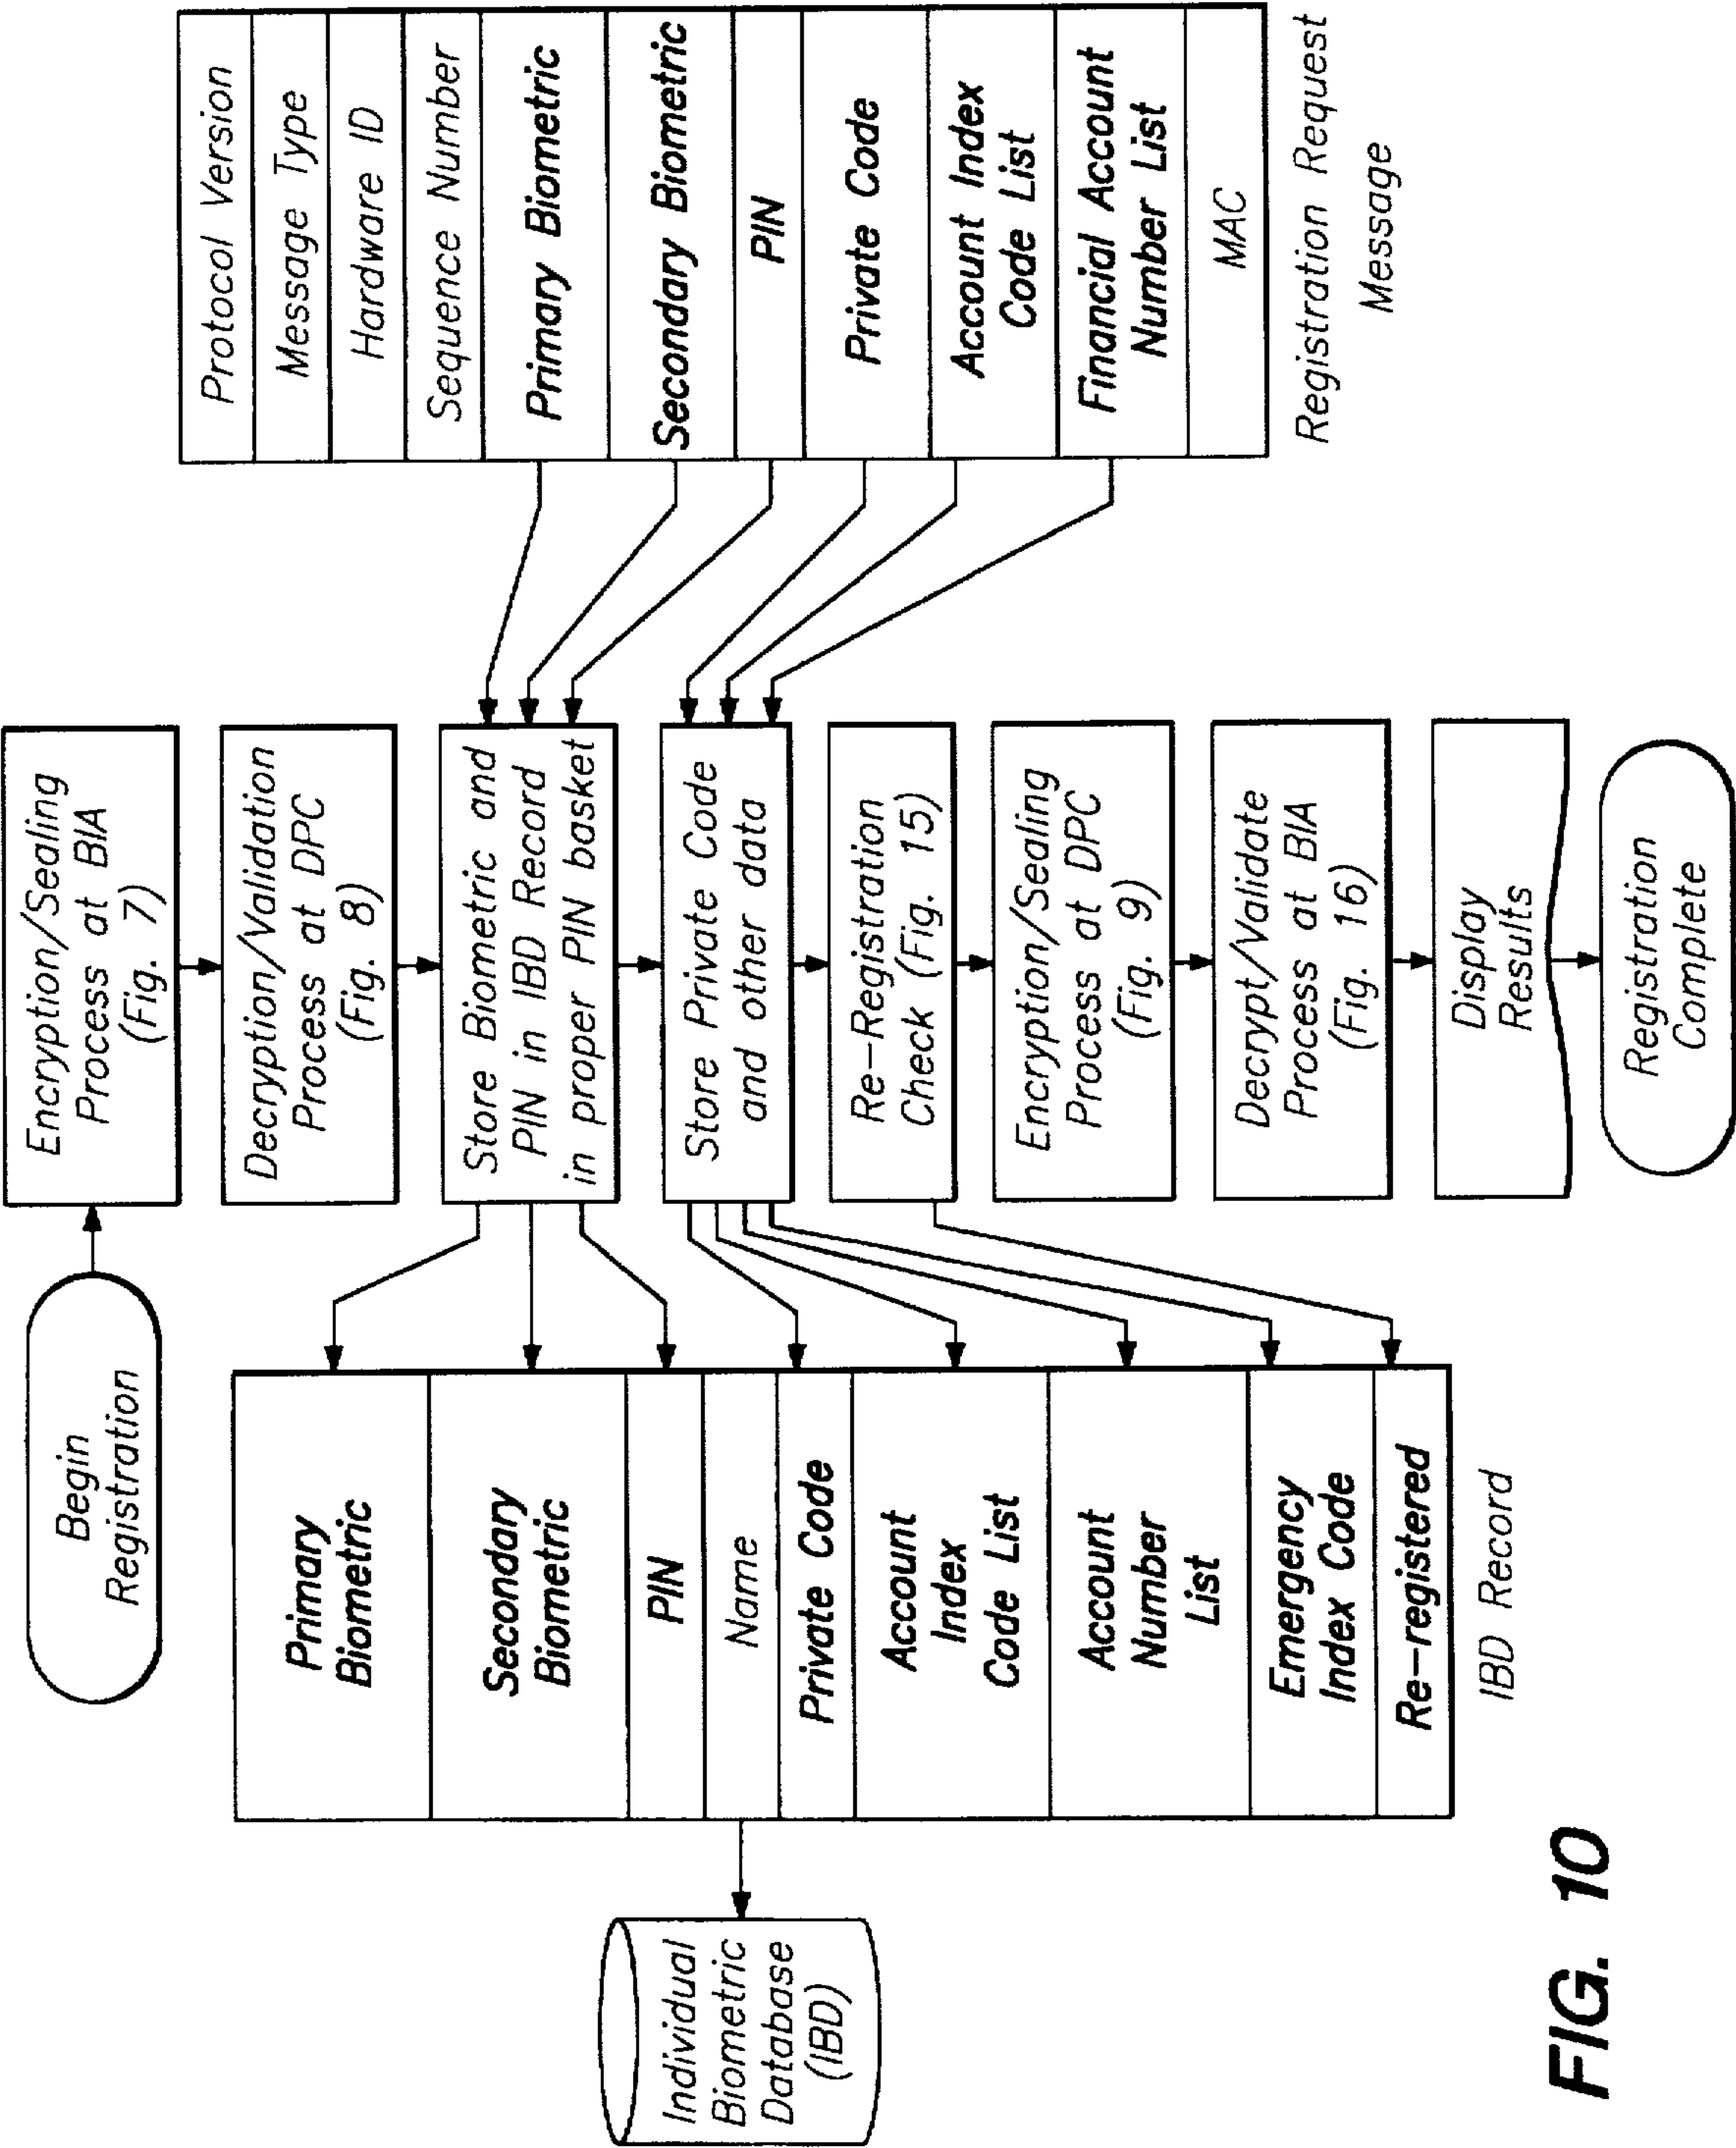 Begin
Registration
Encryption/Sealing
Process at BIA
(Fig. 7)
Decryption/Validation
Process at DPC
(Fig. 8)
Store Biometric and
PIN in IBD Record
in proper PIN basket
Store Private Code
and other data
Re-Registration
Check (Fig. 15)
Encryption/Sealing
Process at DPC
(Fig. 9)
Decrypt/Validate
Process at BIA
(Fig. 16)
Display
Results
Registration
Complete
Protocol Version
Message Type
Hardware ID
Sequence Number
Primary Biometric
Secondary Biometric
PIN
Private Code
Account Index
Code List
Financial Account
Number List
MAC
Registration Request
Message
Primary
Biometric
Secondary
Biometric
PIN
Name
Private Code
Account
Index
Code List
Account
Number
List
Emergency
Index Code
Re-registered
IBD Record
Individual
Biometric
Database
(IBD)
FIG. 10